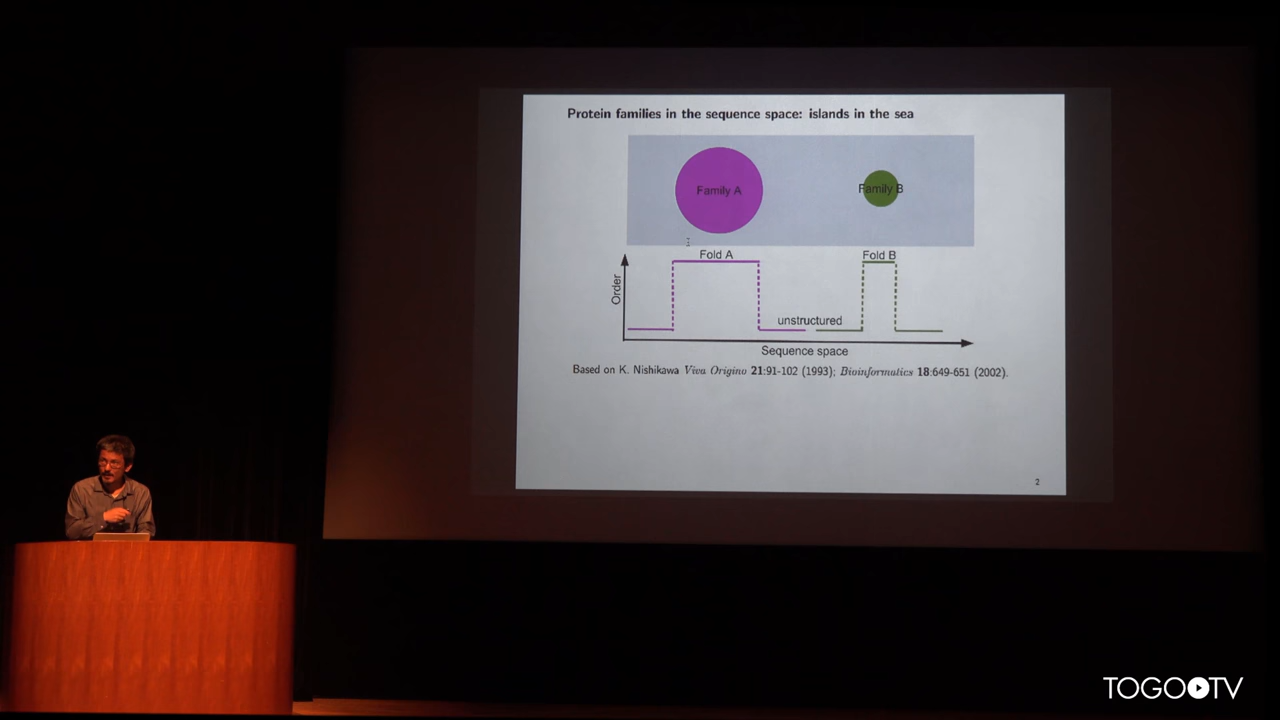 Protein families in the sequence space: islands in the sea
Family A
Family B
Fold A
Fold B
Order
unstructured
Sequence space
Based on K. Nishikawa Viva Origino 21:91-102 (1993); Bioinformatics 18:649-651 (2002).
2
TOGOTV